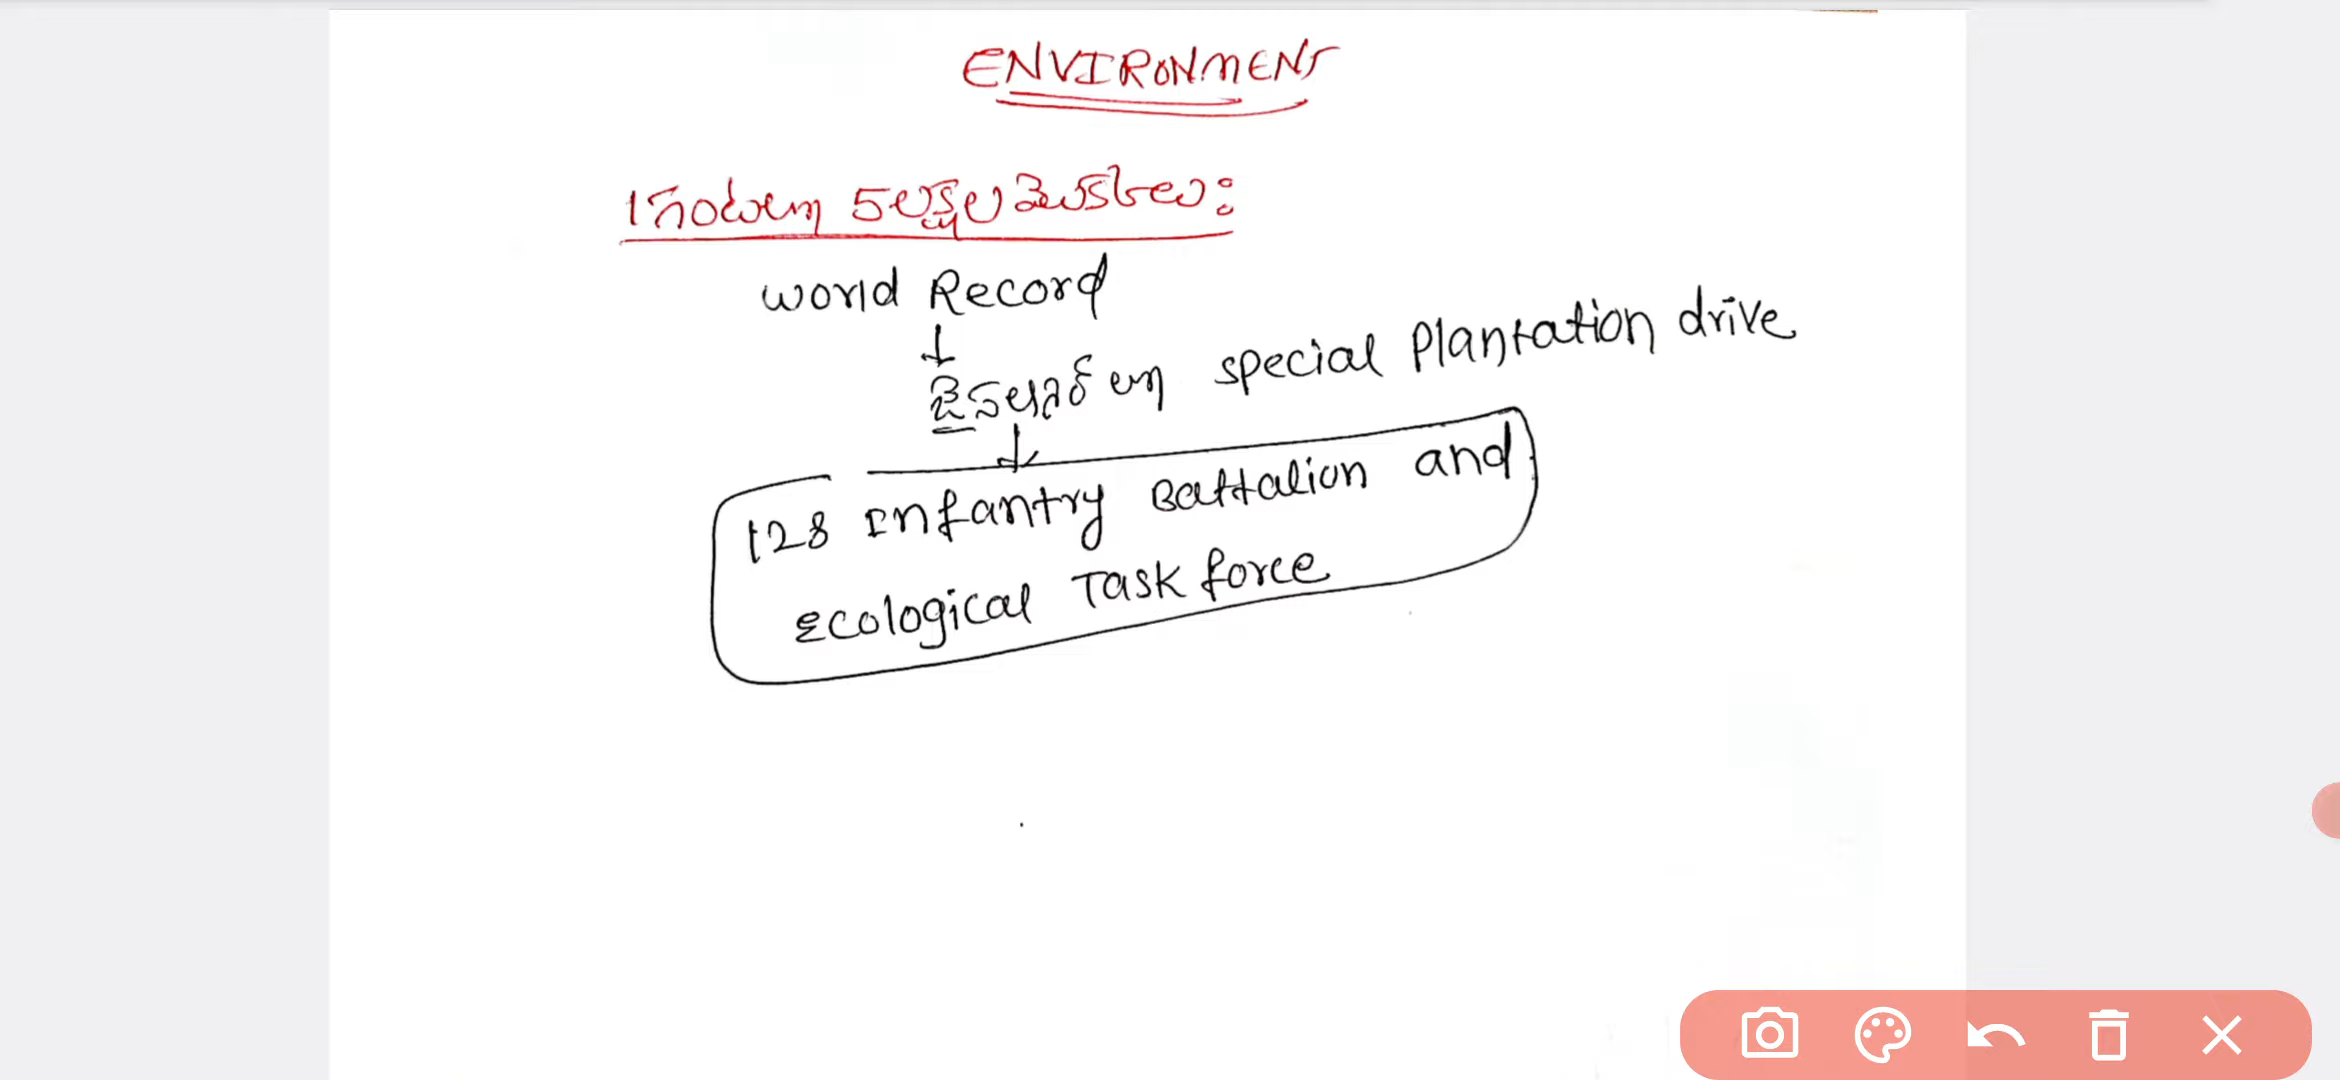 ENVIRONMENT
1గంటలో 5లక్షల మొక్కలు:
world Record
జైసల్మేర్ లో special Plantation drive
128 Infantry Battalion and
Ecological Task force